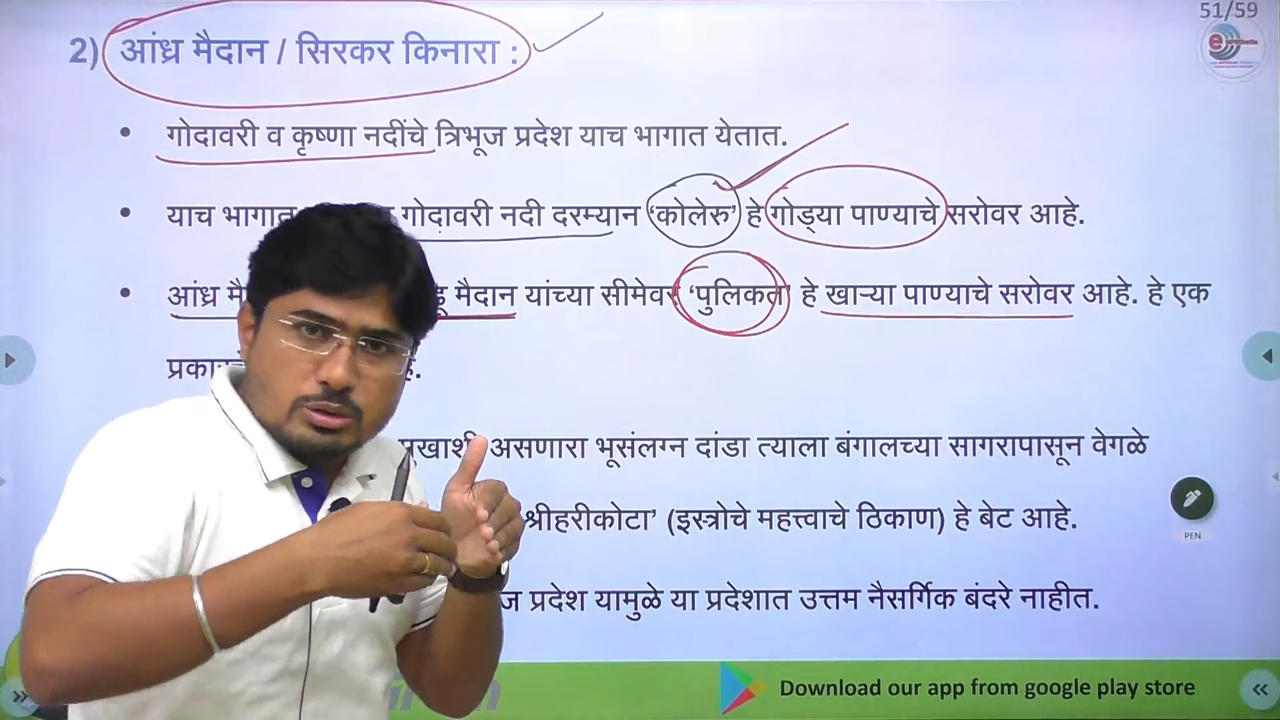 51/59
2) आंध्र मैदान / सिरकर किनारा :
• गोदावरी व कृष्णा नदींचे त्रिभूज प्रदेश याच भागात येतात.
• याच भागात गोदावरी नदी दरम्यान ‘कोलेरु’ हे गोड्या पाण्याचे सरोवर आहे.
• आंध्र मैदान यांच्या सीमेवर ‘पुलिकत’ हे खाऱ्या पाण्याचे सरोवर आहे. हे एक
असणारा भूसंलग्न दांडा त्याला बंगालच्या सागरापासून वेगळे
श्रीहरीकोटा’ (इस्त्रोचे महत्त्वाचे ठिकाण) हे बेट आहे.
प्रदेश यामुळे या प्रदेशात उत्तम नैसर्गिक बंदरे नाहीत.
PEN
Download our app from google play store